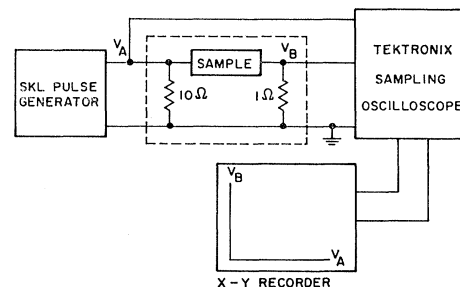 V_A
V_B
SKL PULSE
GENERATOR
SAMPLE
10Ω
1Ω
TEKTRONIX
SAMPLING
OSCILLOSCOPE
V_B
V_A
X-Y RECORDER